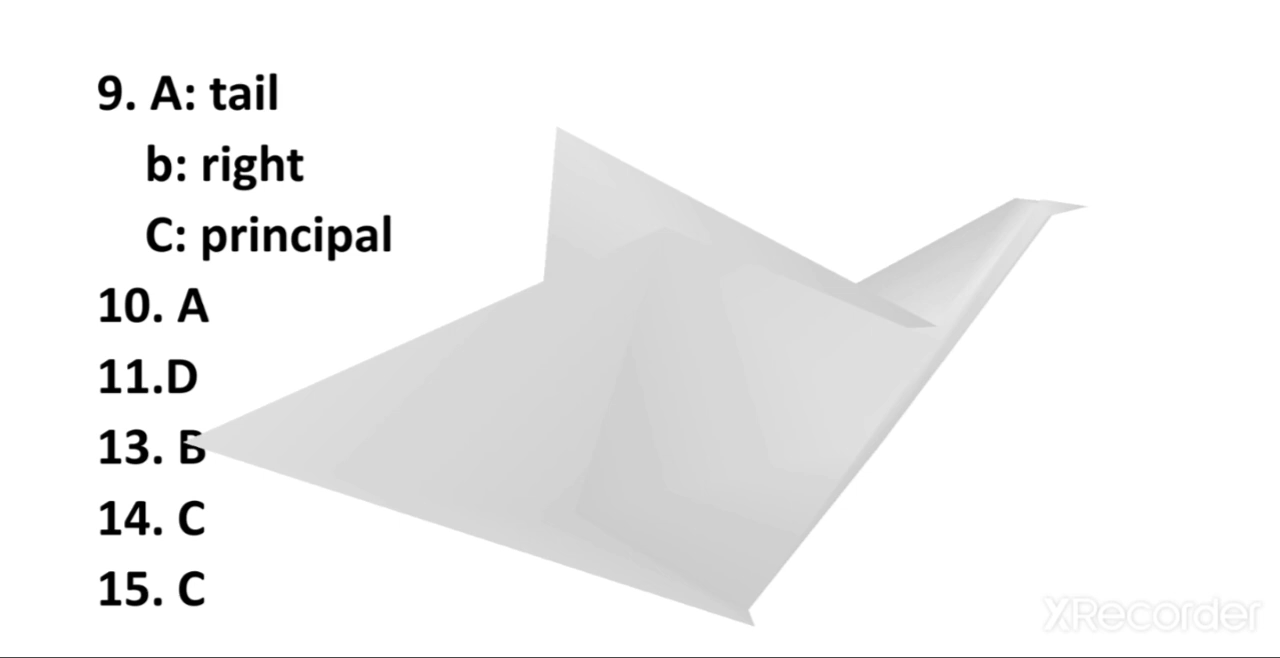 9. A: tail
b: right
C: principal
10. A
11.D
13. B
14. C
15. C
XRecorder